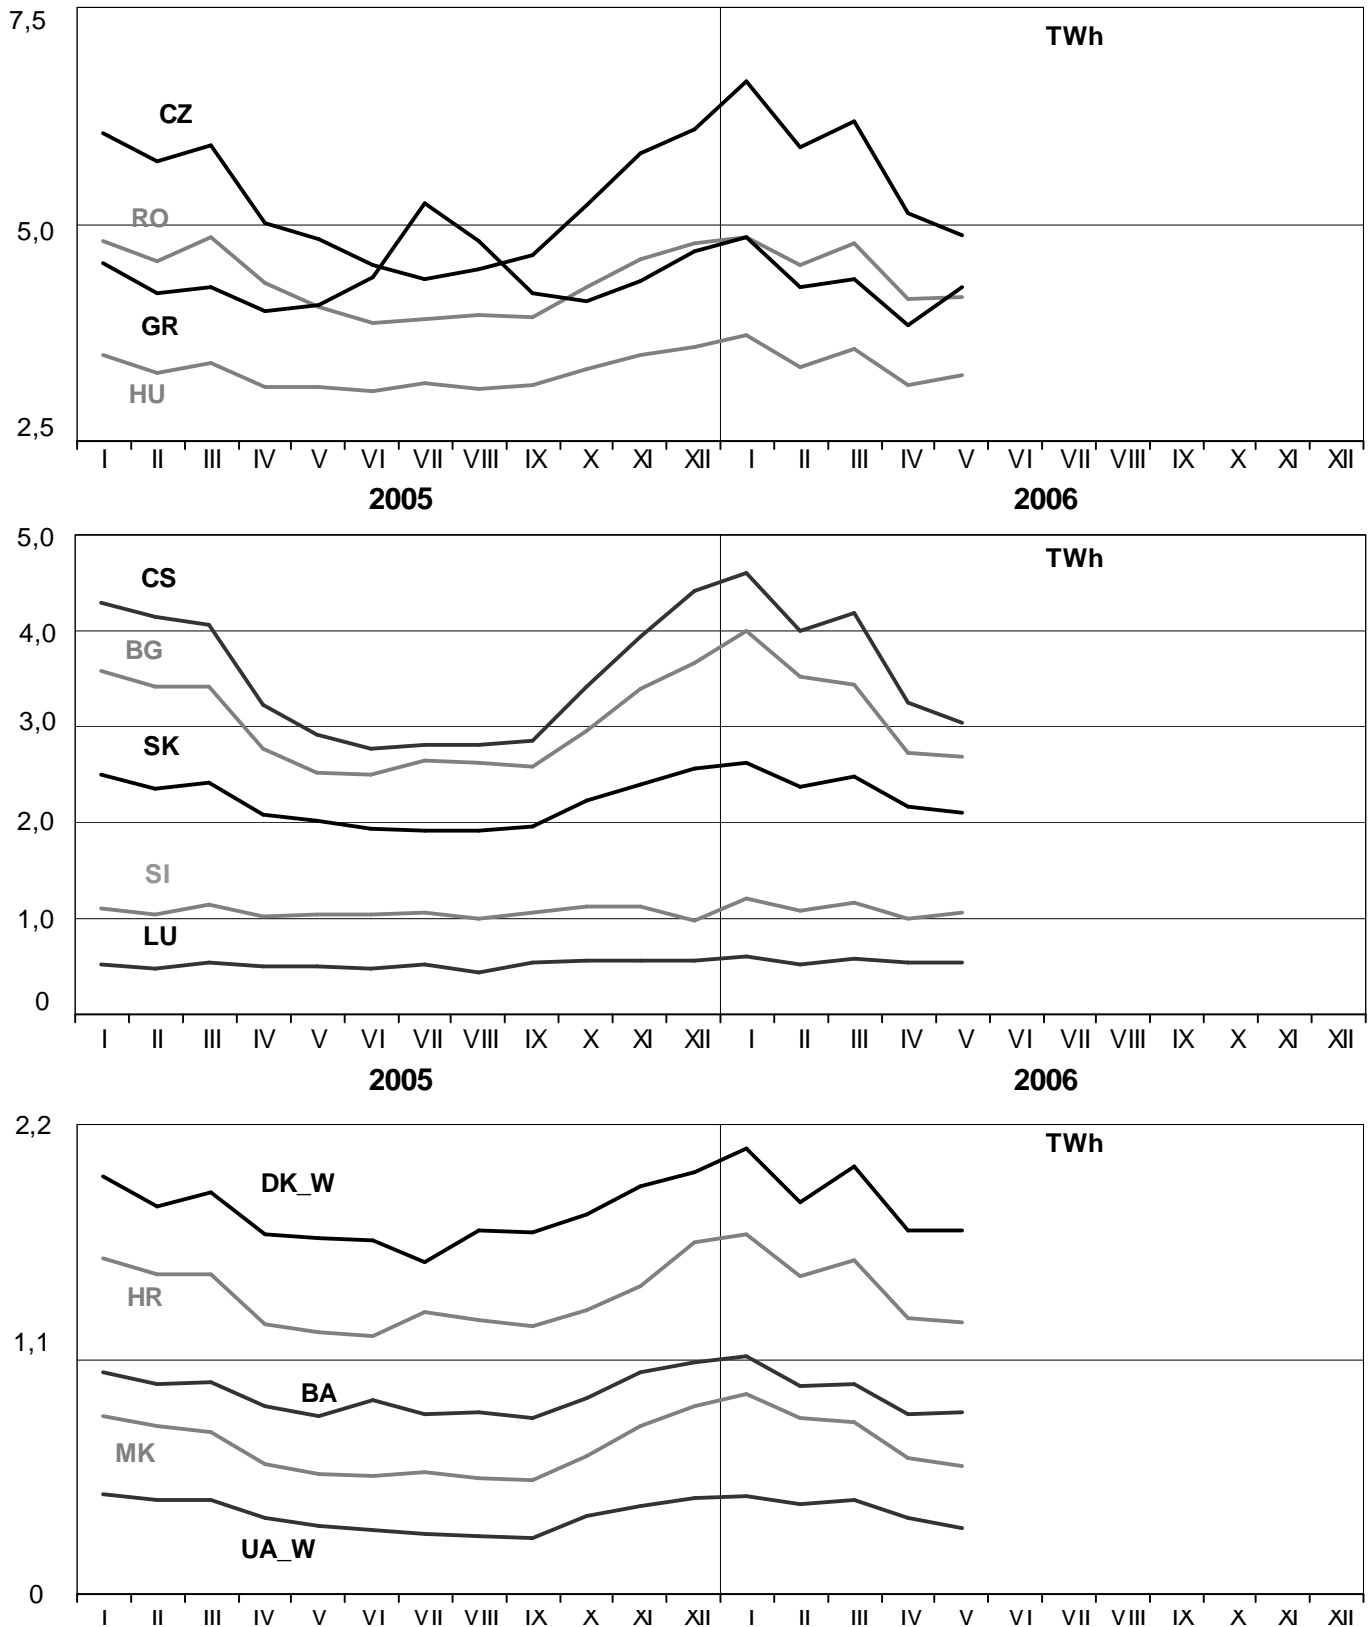 7,5
TWh
CZ
RO
5,0
GR
HU
2,5
I II III IV V VI VII VIII IX X XI XII I II III IV V VI VII VIII IX X XI XII
2005 2006
5,0
TWh
CS
4,0
BG
3,0
SK
2,0
SI
1,0
LU
0
I II III IV V VI VII VIII IX X XI XII I II III IV V VI VII VIII IX X XI XII
2005 2006
2,2
TWh
DK_W
HR
1,1
BA
MK
UA_W
0
I II III IV V VI VII VIII IX X XI XII I II III IV V VI VII VIII IX X XI XII